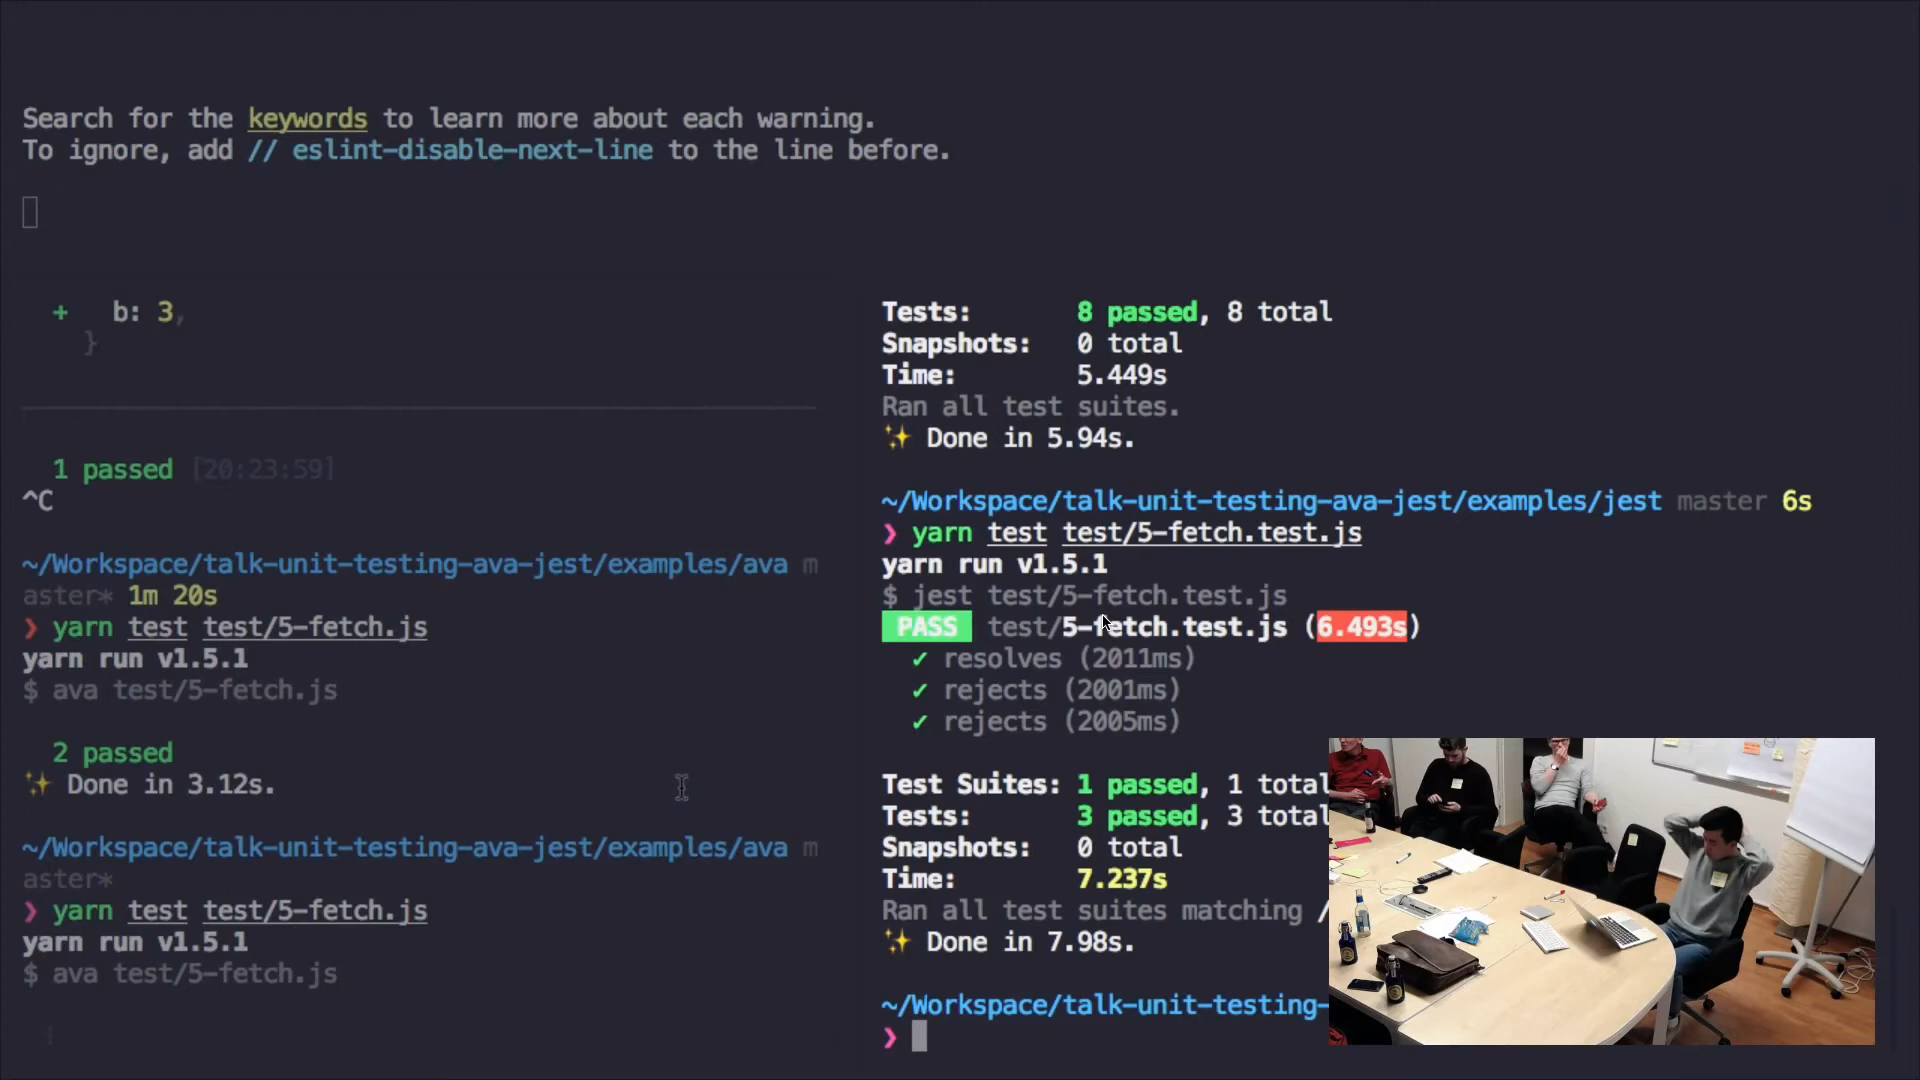 Search for the keywords to learn more about each warning.
To ignore, add // eslint-disable-next-line to the line before.
+ b: 3,
}
1 passed [20:23:59]
^C
~/Workspace/talk-unit-testing-ava-jest/examples/ava m
aster* 1m 20s
❯ yarn test test/5-fetch.js
yarn run v1.5.1
$ ava test/5-fetch.js
2 passed
✨ Done in 3.12s.
~/Workspace/talk-unit-testing-ava-jest/examples/ava m
aster*
❯ yarn test test/5-fetch.js
yarn run v1.5.1
$ ava test/5-fetch.js
Tests: 8 passed, 8 total
Snapshots: 0 total
Time: 5.449s
Ran all test suites.
✨ Done in 5.94s.
~/Workspace/talk-unit-testing-ava-jest/examples/jest master 6s
❯ yarn test test/5-fetch.test.js
yarn run v1.5.1
$ jest test/5-fetch.test.js
PASS test/5-fetch.test.js (6.493s)
✓ resolves (2011ms)
✓ rejects (2001ms)
✓ rejects (2005ms)
Test Suites: 1 passed, 1 total
Tests: 3 passed, 3 total
Snapshots: 0 total
Time: 7.237s
Ran all test suites matching /
✨ Done in 7.98s.
~/Workspace/talk-unit-testing-
❯